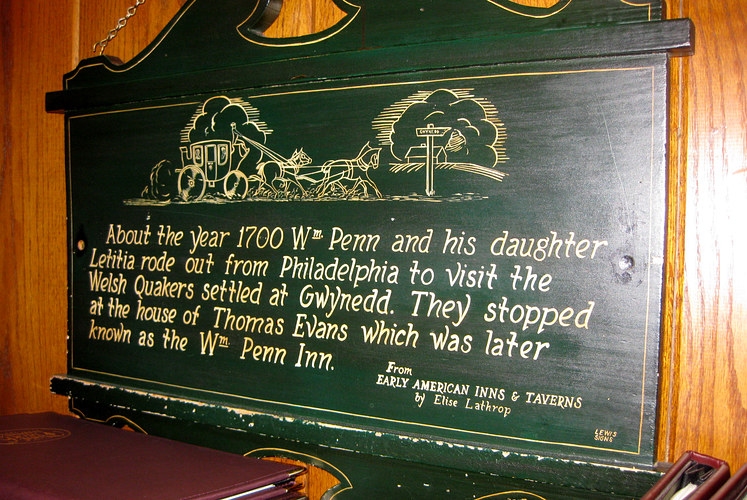 GWYNEDD
About the year 1700 Wm Penn and his daughter
Letitia rode out from Philadelphia to visit the
Welsh Quakers settled at Gwynedd. They stopped
at the house of Thomas Evans which was later
known as the Wm. Penn Inn.
From
EARLY AMERICAN INNS & TAVERNS
by Elise Lathrop
LEWIS
SIGNS